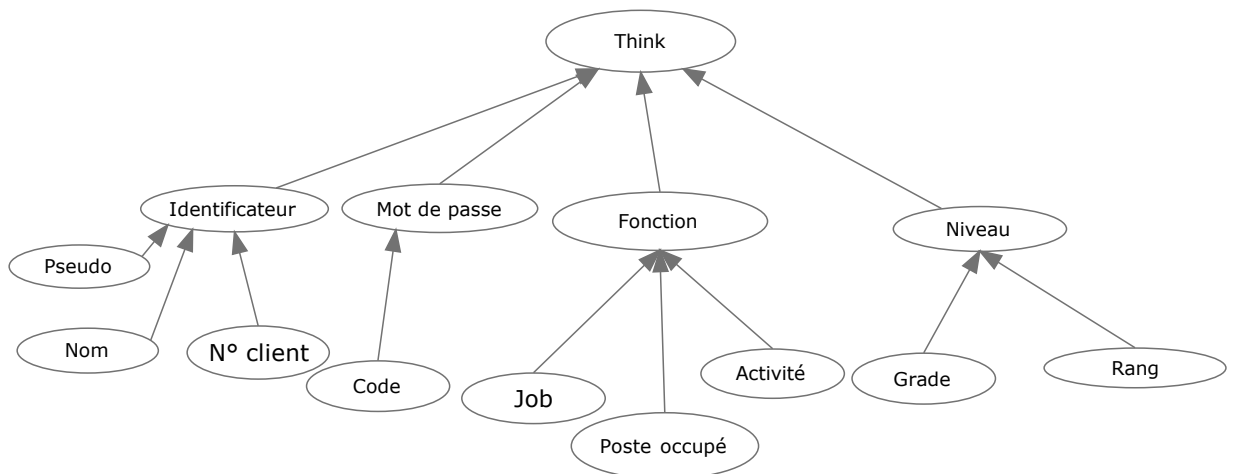 Think
Identificateur
Mot de passe
Fonction
Niveau
Pseudo
Nom
N° client
Code
Job
Poste occupé
Activité
Grade
Rang